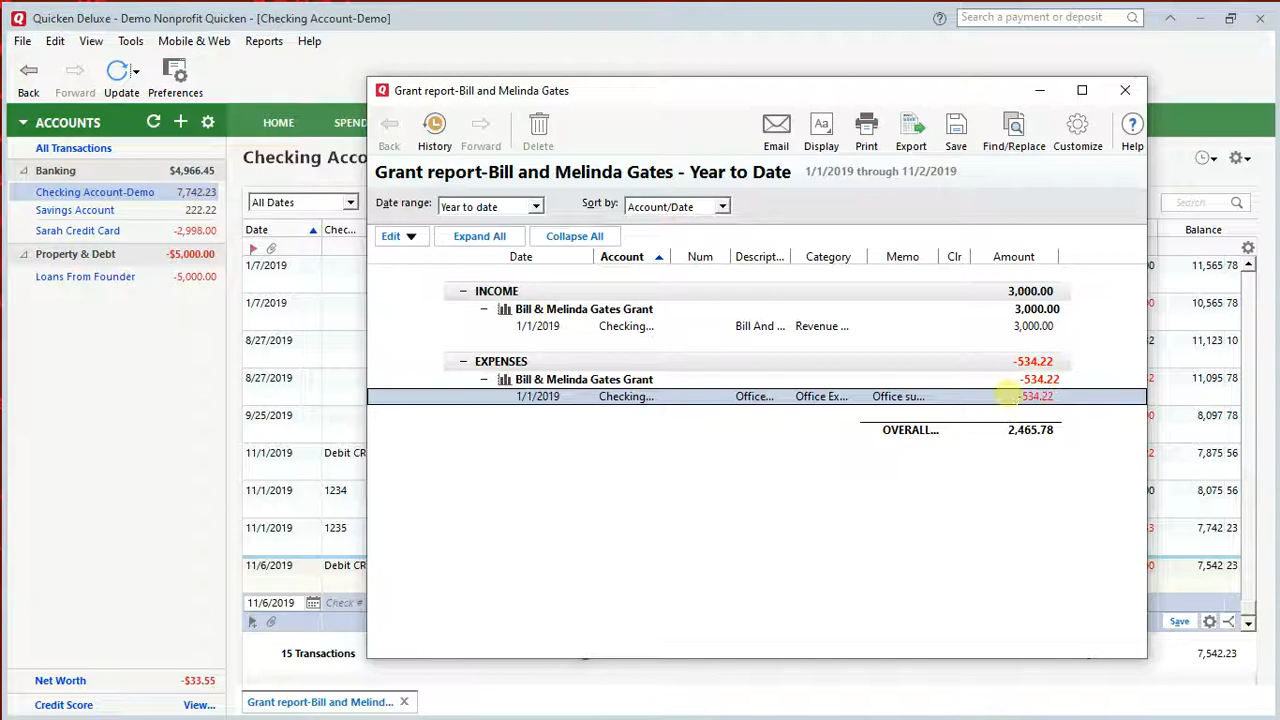 Quicken Deluxe - Demo Nonprofit Quicken - [Checking Account-Demo]
Search a payment or deposit
File Edit View Tools Mobile & Web Reports Help
Back Forward Update Preferences
ACCOUNTS
HOME SPEND
All Transactions
Banking $4,966.45
Checking Account-Demo 7,742.23
Savings Account 222.22
Sarah Credit Card -2,998.00
Property & Debt -$5,000.00
Loans From Founder -5,000.00
Net Worth -$33.55
Credit Score View...
Checking Acco
All Dates
Search
Date Chec... Balance
1/7/2019 00 11,565 78
1/7/2019 00 10,565 78
8/27/2019 11,123 10
8/27/2019 11,095 78
9/25/2019 8,097 78
11/1/2019 Debit CR 7,875 56
11/1/2019 1234 8,075 56
11/1/2019 1235 7,742 23
11/6/2019 Debit CR 00 7,542 23
11/6/2019 Check #
Save
15 Transactions 7,542.23
Grant report-Bill and Melind...
Grant report-Bill and Melinda Gates
Back History Forward Delete Email Display Print Export Save Find/Replace Customize Help
Grant report-Bill and Melinda Gates - Year to Date 1/1/2019 through 11/2/2019
Date range: Year to date Sort by: Account/Date
Edit Expand All Collapse All
Date Account Num Descript... Category Memo Clr Amount
INCOME 3,000.00
Bill & Melinda Gates Grant 3,000.00
1/1/2019 Checking... Bill And ... Revenue ... 3,000.00
EXPENSES -534.22
Bill & Melinda Gates Grant -534.22
1/1/2019 Checking... Office... Office Ex... Office su... -534.22
OVERALL... 2,465.78